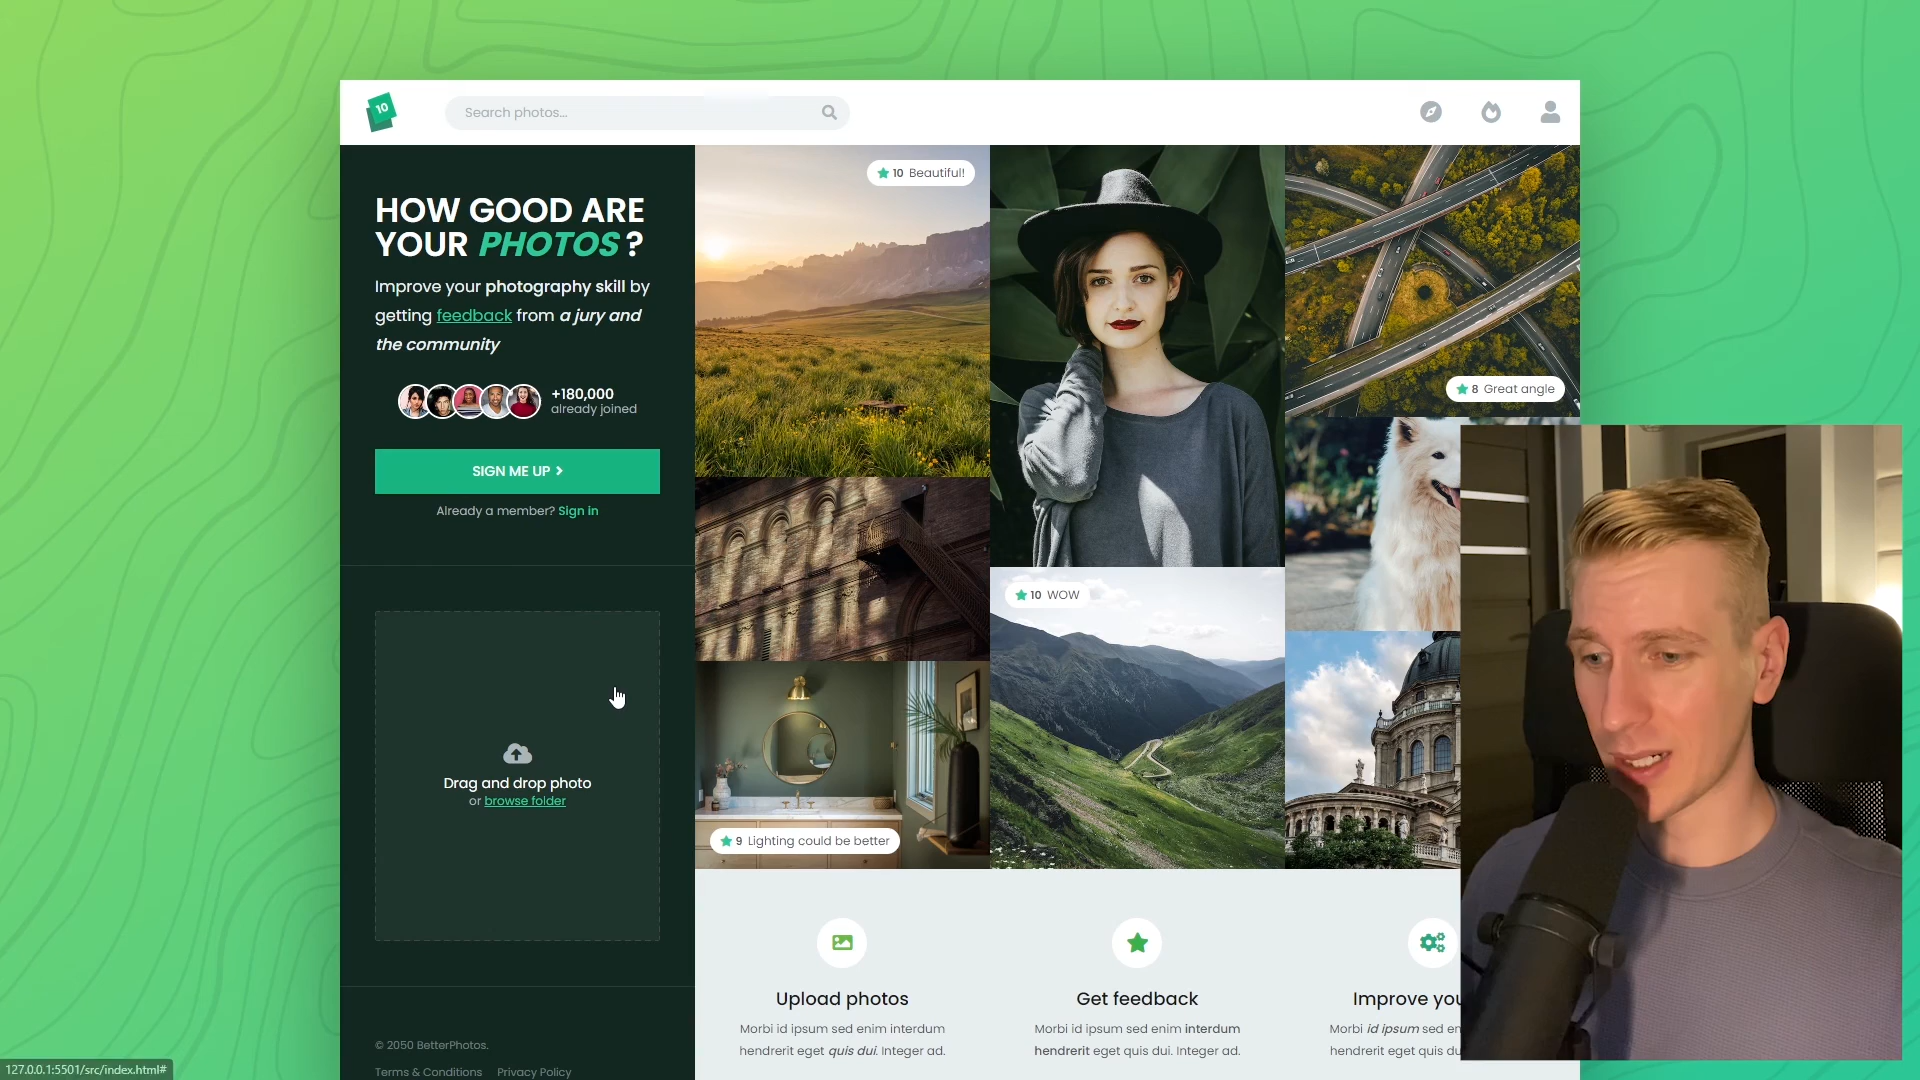 10
Search photos...
HOW GOOD ARE
YOUR PHOTOS ?
Improve your photography skill by
getting feedback from a jury and
the community
+180,000
already joined
SIGN ME UP
Already a member? Sign in
Drag and drop photo
or browse folder
© 2050 BetterPhotos.
Terms & Conditions Privacy Policy
10 Beautiful!
8 Great angle
10 WOW
9 Lighting could be better
Upload photos
Morbi id ipsum sed enim interdum
hendrerit eget quis dui. Integer ad.
Get feedback
Morbi id ipsum sed enim interdum
hendrerit eget quis dui. Integer ad.
Improve
Morbi id ipsum sed
hendrerit eget quis
127.0.0.1:5501/src/index.html#